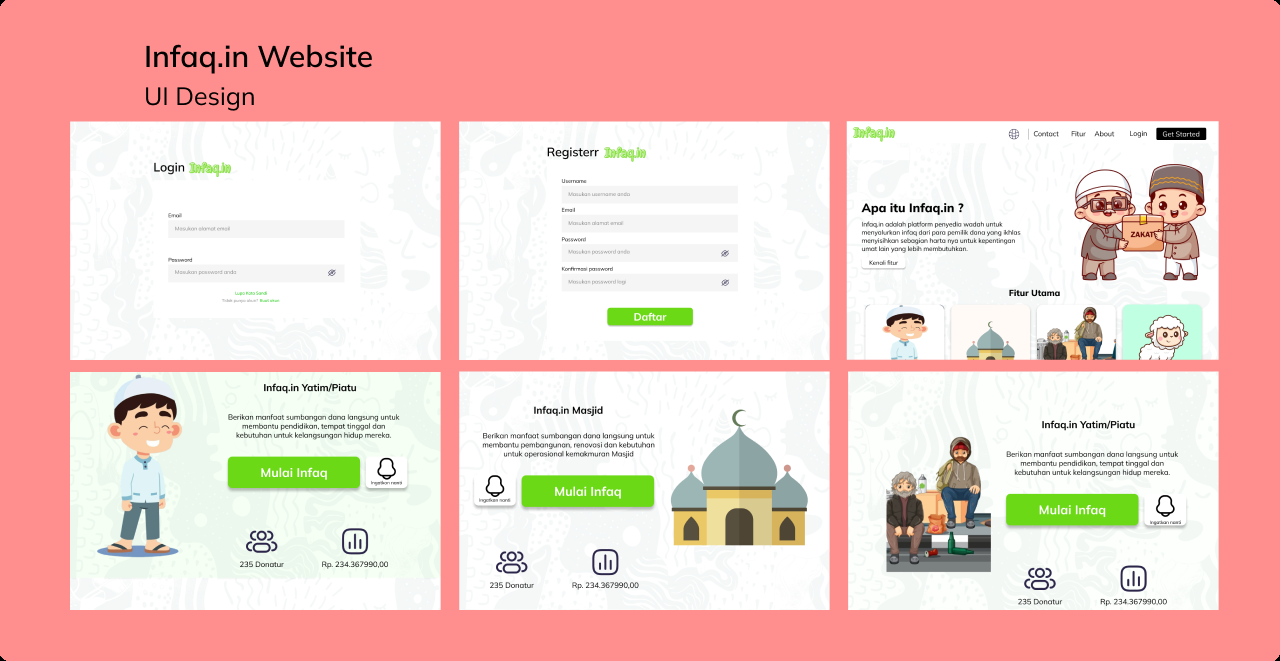 Infaq.in Website
UI Design
Login Infaq.in
Email
Masukan alamat email
Password
Masukan password anda
Lupa Kata Sandi
Registerr Infaq.in
Username
Masukan username anda
Email
Masukan alamat email
Password
Masukan password anda
Konfirmasi password
Masukan password lagi
Daftar
Infaq.in
Contact
Fitur
About
Login
Get Started
Apa itu Infaq.in ?
Infaq.in adalah platform penyedia wadah untuk
menyalurkan infaq dari para pemilik dana yang ikhlas
menyisihkan sebagian harta nya untuk kepentingan
umat lain yang lebih membutuhkan.
Kenali fitur
ZAKAT
Fitur Utama
Infaq.in Yatim/Piatu
Berikan manfaat sumbangan dana langsung untuk
membantu pendidikan, tempat tinggal dan
kebutuhan untuk kelangsungan hidup mereka.
Mulai Infaq
Ingatkan nanti
235 Donatur
Rp. 234.367990,00
Infaq.in Masjid
Berikan manfaat sumbangan dana langsung untuk
membantu pembangunan, renovasi dan kebutuhan
untuk operasional kemakmuran Masjid
Ingatkan nanti
Mulai Infaq
235 Donatur
Rp. 234.367990,00
Infaq.in Yatim/Piatu
Berikan manfaat sumbangan dana langsung untuk
membantu pendidikan, tempat tinggal dan
kebutuhan untuk kelangsungan hidup mereka.
Mulai Infaq
Ingatkan nanti
235 Donatur
Rp. 234.367990,00